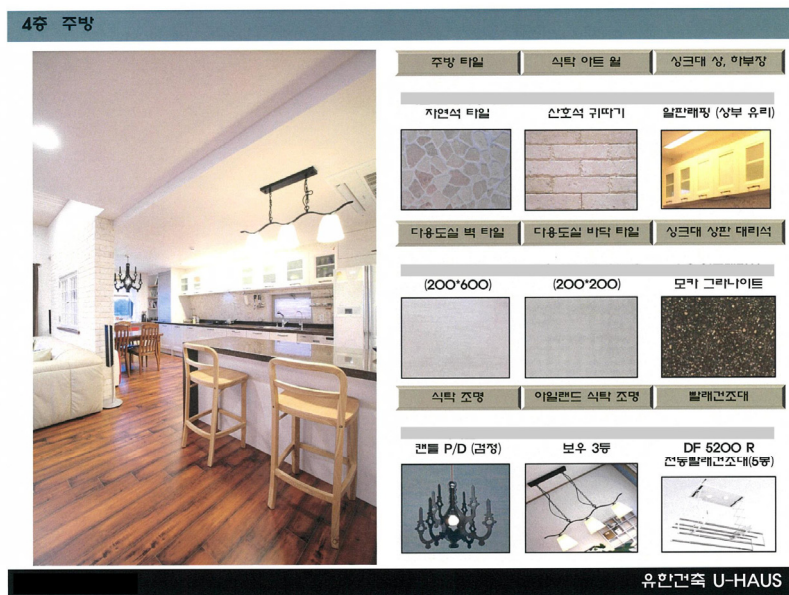 4층 주방
주방 타일
식탁 아트 월
싱크대 상, 하부장
자연석 타일
산호석 귀따기
알판래핑 (상부 유리)
다용도실 벽 타일
다용도실 바닥 타일
싱크대 상판 대리석
(200*600)
(200*200)
모카 그라나이트
식탁 조명
아일랜드 식탁 조명
빨래건조대
캔들 P/D (검정)
보우 3등
DF 5200 R
전동빨래건조대(5봉)
유한건축 U-HAUS